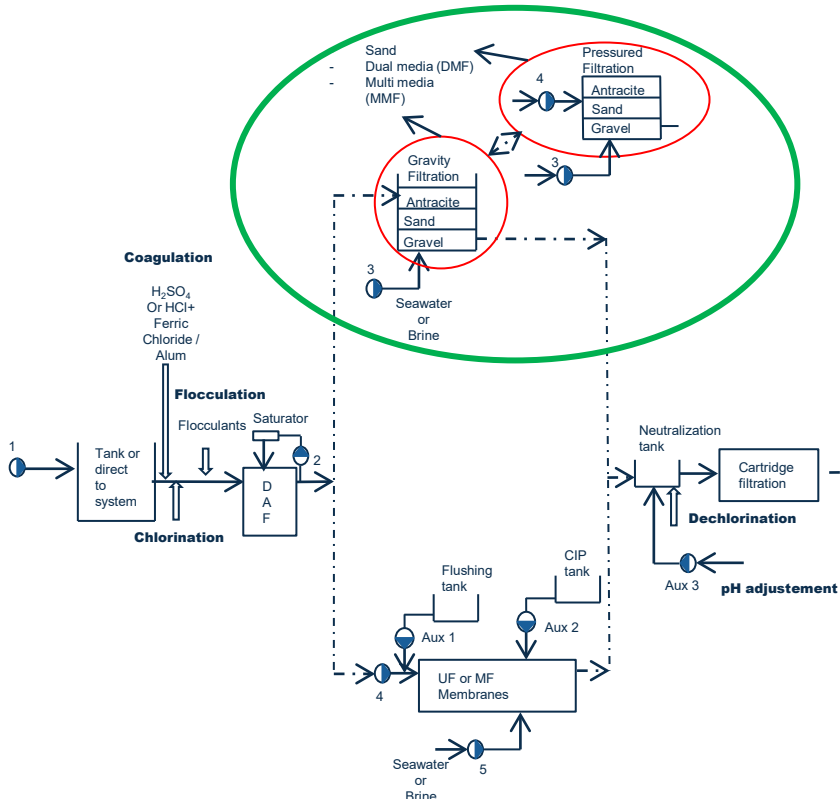 Sand
- Dual media (DMF)
- Multi media
(MMF)
Pressured
Filtration
4
Antracite
Sand
Gravel
3
Gravity
Filtration
Antracite
Sand
Gravel
3
Seawater
or
Brine
Coagulation
H₂SO₄
Or HCl+
Ferric
Chloride /
Alum
Flocculation
Flocculants
Saturator
1
2
Tank or
direct
to
system
D
A
F
Chlorination
Neutralization
tank
Cartridge
filtration
Dechlorination
Aux 3
pH adjustement
Flushing
tank
CIP
tank
Aux 1
Aux 2
4
UF or MF
Membranes
5
Seawater
or
Brine